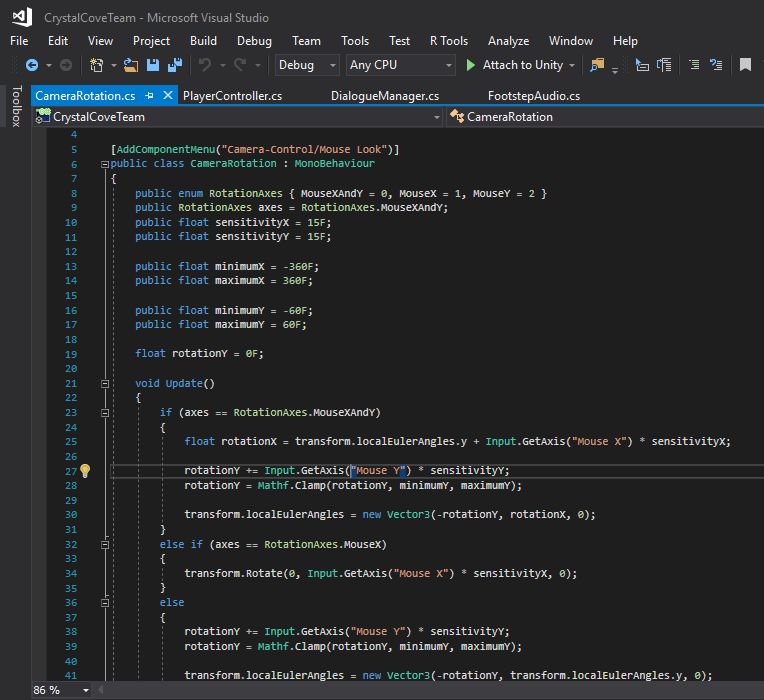 CrystalCoveTeam - Microsoft Visual Studio
File Edit View Project Build Debug Team Tools Test R Tools Analyze Window Help
Debug Any CPU Attach to Unity
Toolbox
CameraRotation.cs PlayerController.cs DialogueManager.cs FootstepAudio.cs
CrystalCoveTeam CameraRotation
4
5 [AddComponentMenu("Camera-Control/Mouse Look")]
6 public class CameraRotation : MonoBehaviour
7 {
8 public enum RotationAxes { MouseXAndY = 0, MouseX = 1, MouseY = 2 }
9 public RotationAxes axes = RotationAxes.MouseXAndY;
10 public float sensitivityX = 15F;
11 public float sensitivityY = 15F;
12
13 public float minimumX = -360F;
14 public float maximumX = 360F;
15
16 public float minimumY = -60F;
17 public float maximumY = 60F;
18
19 float rotationY = 0F;
20
21 void Update()
22 {
23 if (axes == RotationAxes.MouseXAndY)
24 {
25 float rotationX = transform.localEulerAngles.y + Input.GetAxis("Mouse X") * sensitivityX;
26
27 rotationY += Input.GetAxis("Mouse Y") * sensitivityY;
28 rotationY = Mathf.Clamp(rotationY, minimumY, maximumY);
29
30 transform.localEulerAngles = new Vector3(-rotationY, rotationX, 0);
31 }
32 else if (axes == RotationAxes.MouseX)
33 {
34 transform.Rotate(0, Input.GetAxis("Mouse X") * sensitivityX, 0);
35 }
36 else
37 {
38 rotationY += Input.GetAxis("Mouse Y") * sensitivityY;
39 rotationY = Mathf.Clamp(rotationY, minimumY, maximumY);
40
41 transform.localEulerAngles = new Vector3(-rotationY, transform.localEulerAngles.y, 0);
86 %